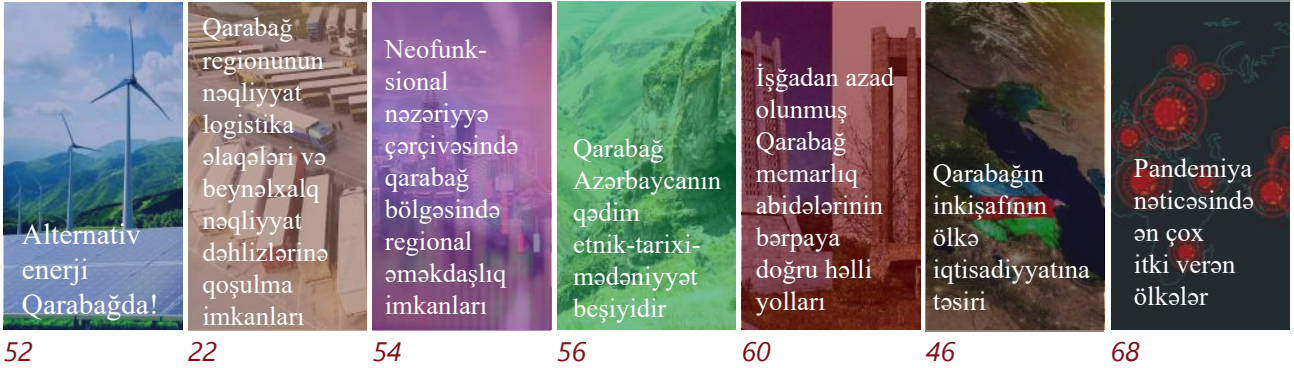 Alternativ
enerji
Qarabağda!
52
Qarabağ
regionunun
nəqliyyat
logistika
əlaqələri və
beynəlxalq
nəqliyyat
dəhlizlərinə
qoşulma
imkanları
22
Neofunk-
sional
nəzəriyyə
çərçivəsində
qarabağ
bölgəsində
regional
əməkdaşlıq
imkanları
54
Qarabağ
Azərbaycanın
qədim
etnik-tarixi-
mədəniyyət
beşiyidir
56
İşğadan azad
olunmuş
Qarabağ
memarlıq
abidələrinin
bərpaya
doğru həlli
yolları
60
Qarabağın
inkişafının
ölkə
iqtisadiyyatına
təsiri
46
Pandemiya
nəticəsində
ən çox
itki verən
ölkələr
68